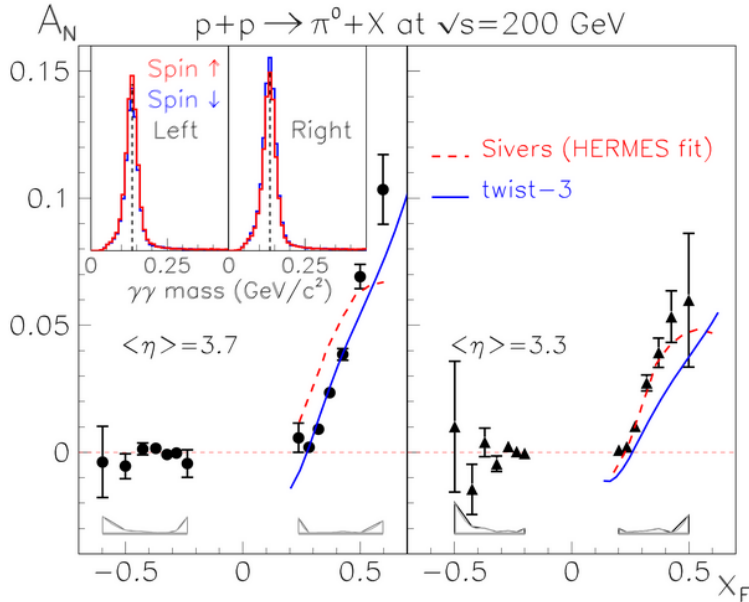 A_N p+p → π⁰+X at √s=200 GeV
0.15
0.1
0.05
0
Spin ↑
Spin ↓
Left
Right
0 0.25 0 0.25
γγ mass (GeV/c²)
Sivers (HERMES fit)
twist−3
<η>=3.7
<η>=3.3
−0.5 0 0.5 −0.5 0 0.5
x_F